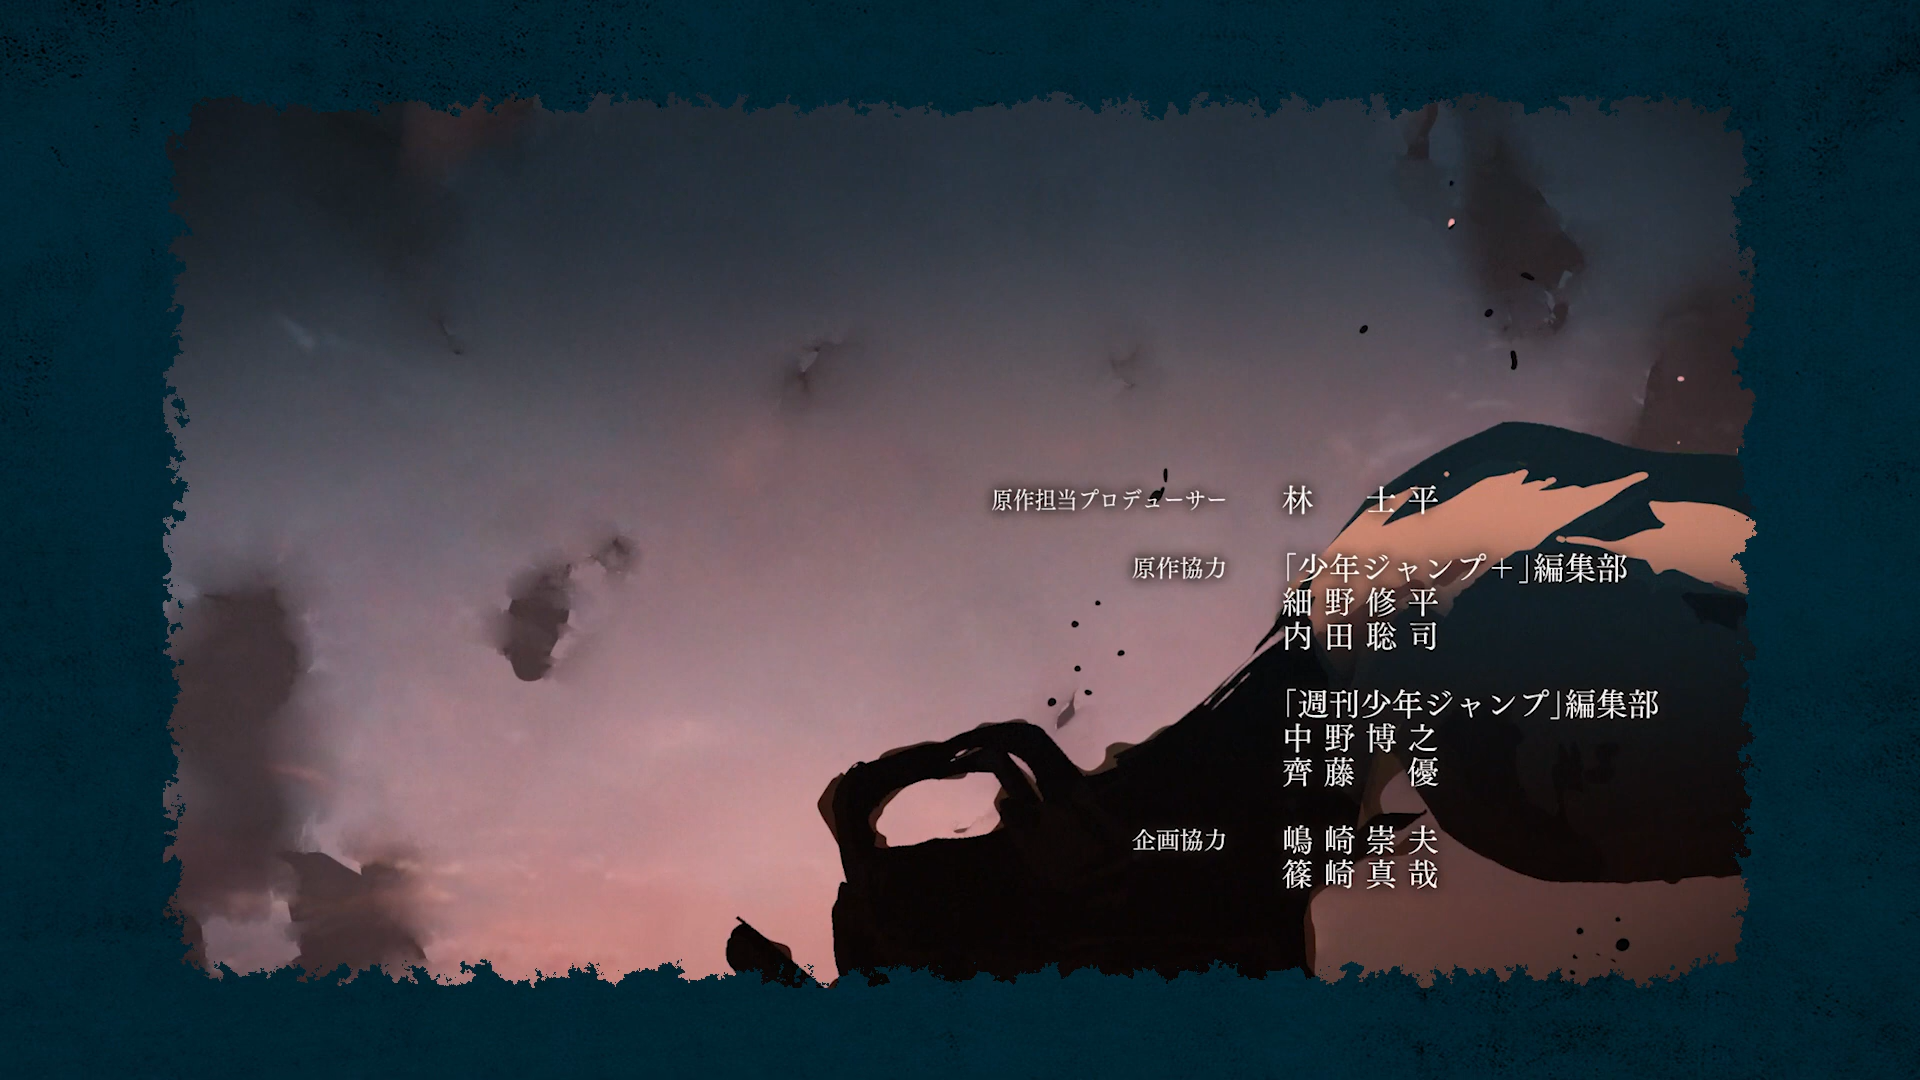 原作担当プロデューサー 林 士平
原作協力 「少年ジャンプ＋」編集部
細野修平
内田聡司
「週刊少年ジャンプ」編集部
中野博之
齊藤 優
企画協力 嶋崎崇夫
篠崎真哉